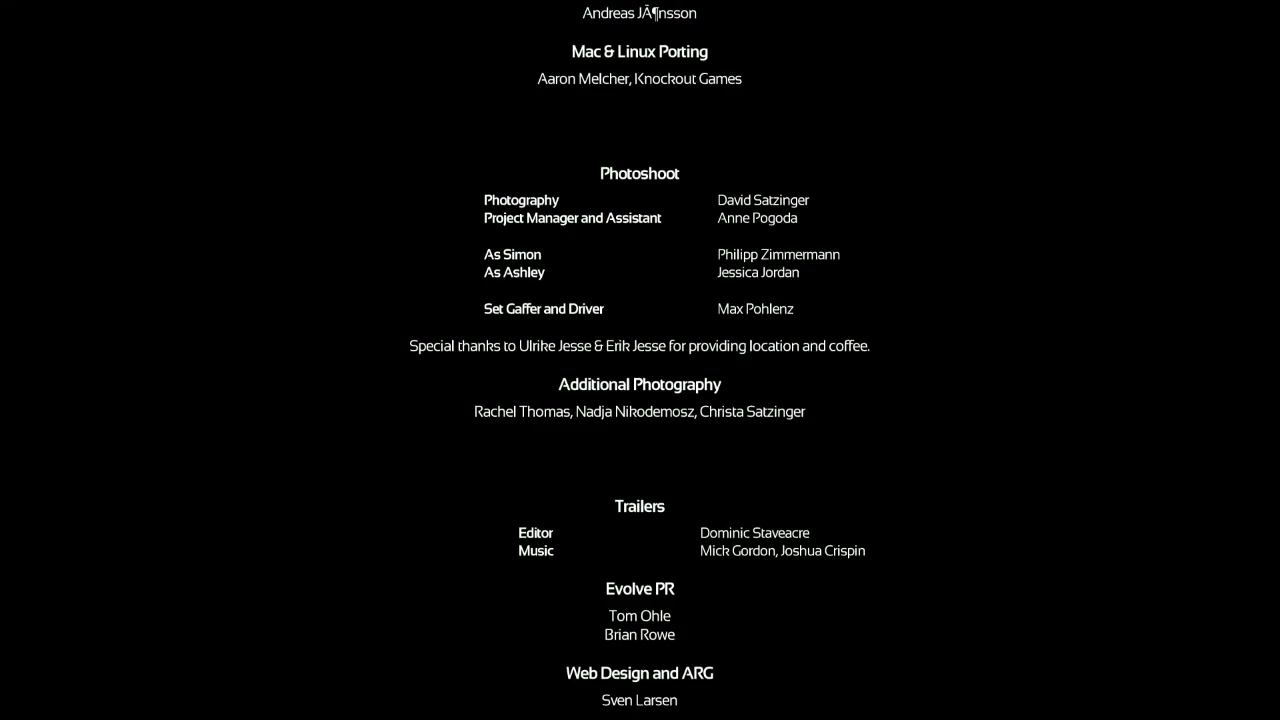 Andreas JÃ¶nsson
Mac & Linux Porting
Aaron Melcher, Knockout Games
Photoshoot
Photography David Satzinger
Project Manager and Assistant Anne Pogoda
As Simon Philipp Zimmermann
As Ashley Jessica Jordan
Set Gaffer and Driver Max Pohlenz
Special thanks to Ulrike Jesse & Erik Jesse for providing location and coffee.
Additional Photography
Rachel Thomas, Nadja Nikodemosz, Christa Satzinger
Trailers
Editor Dominic Staveacre
Music Mick Gordon, Joshua Crispin
Evolve PR
Tom Ohle
Brian Rowe
Web Design and ARG
Sven Larsen